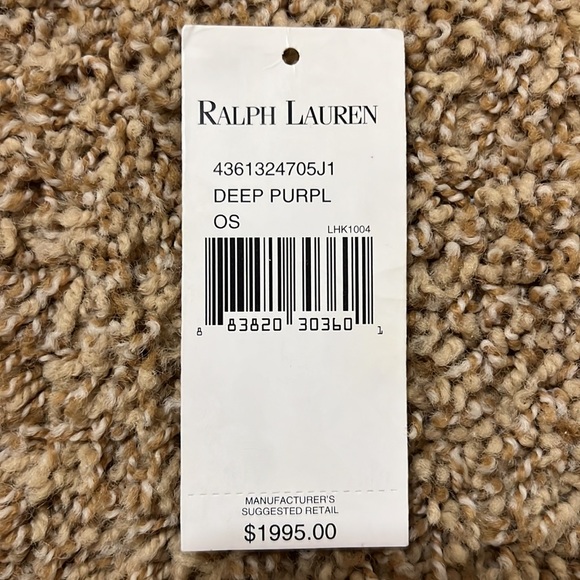 RALPH LAUREN
4361324705J1
DEEP PURPL
OS
LHK1004
8 83820 30360 1
MANUFACTURER'S
SUGGESTED RETAIL
$1995.00